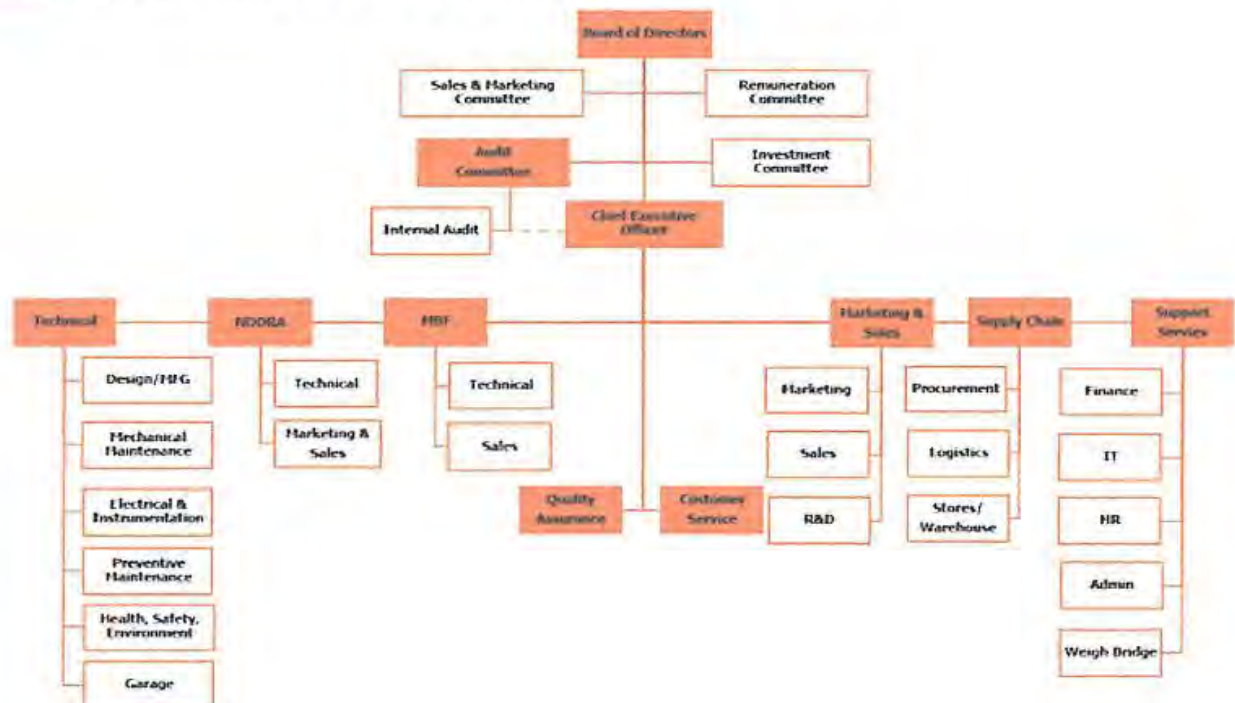 Board of Directors
Sales & Marketing
Committee
Remuneration
Committee
Audit
Committee
Investment
Committee
Internal Audit
Chief Executive
Officer
Technical
NDORA
MBF
Marketing &
Sales
Supply Chain
Support
Services
Design/MFG
Mechanical
Maintenance
Electrical &
Instrumentation
Preventive
Maintenance
Health, Safety,
Environment
Garage
Technical
Marketing &
Sales
Technical
Sales
Quality
Assurance
Customer
Service
Marketing
Sales
R&D
Procurement
Logistics
Stores/
Warehouse
Finance
IT
HR
Admin
Weigh Bridge